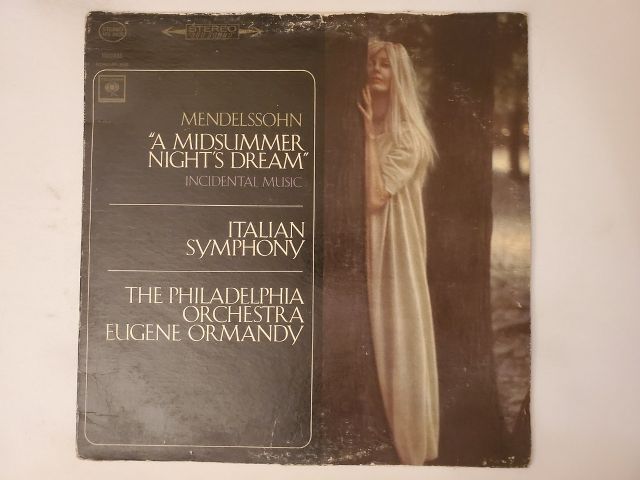 STEREO
MENDELSSOHN
"A MIDSUMMER
NIGHT'S DREAM"
INCIDENTAL MUSIC
ITALIAN
SYMPHONY
THE PHILADELPHIA
ORCHESTRA
EUGENE ORMANDY